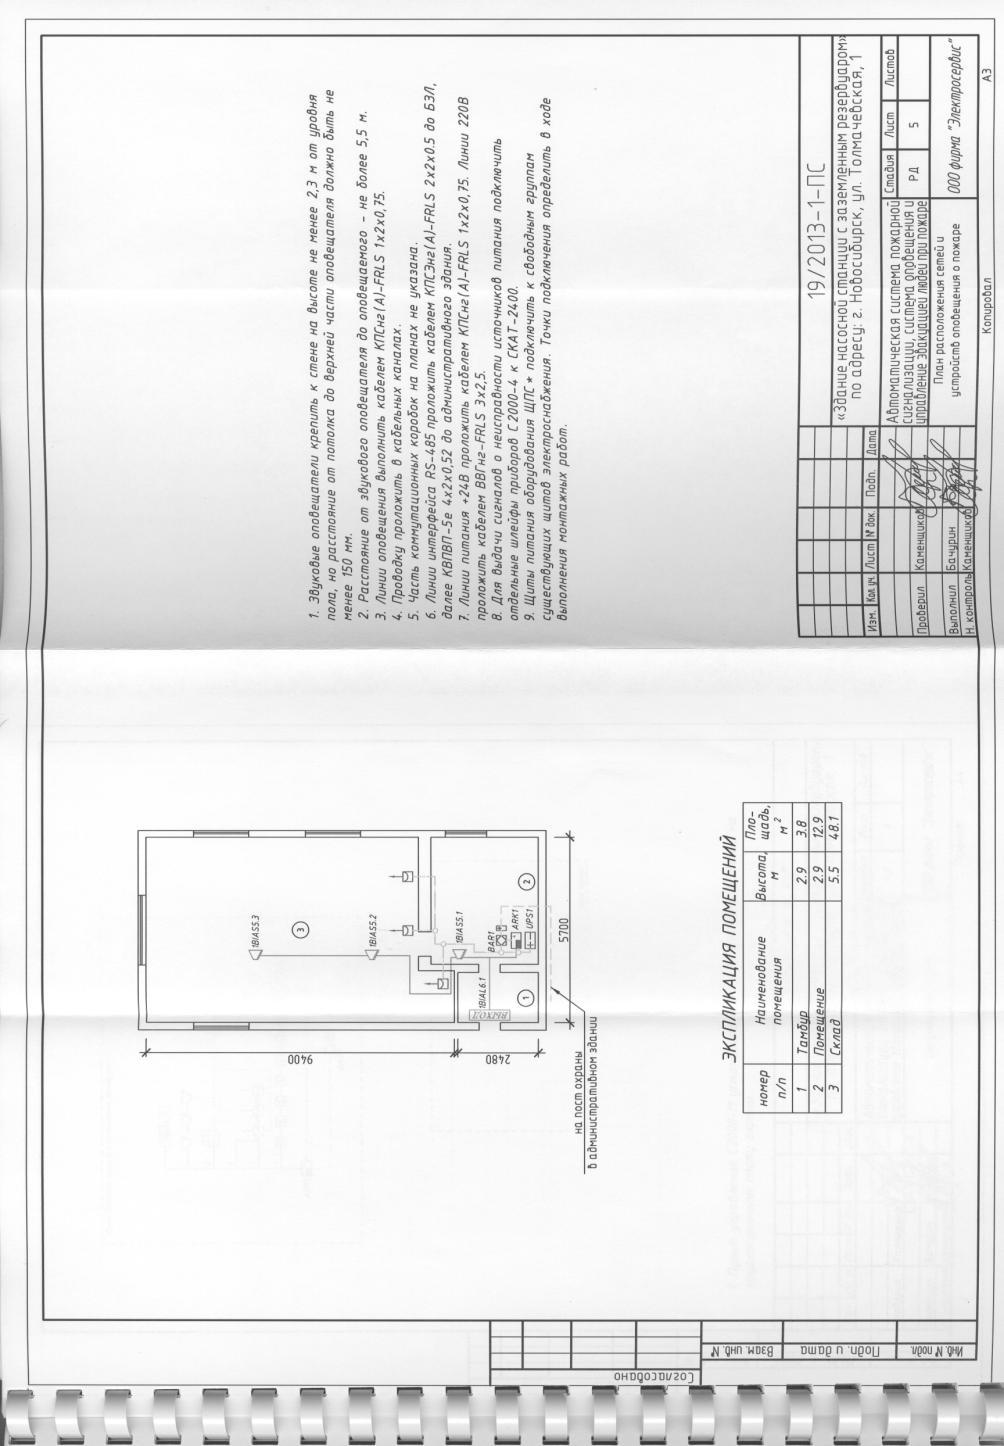 1. Звуковые оповещатели крепить к стене на высоте не менее 2,3 м от уровня
пола, но расстояние от потолка до верхней части оповещателя должно быть не
менее 150 мм.
2. Расстояние от звукового оповещателя до оповещаемого - не более 5,5 м.
3. Линии оповещения выполнить кабелем КПСнг(А)-FRLS 1х2х0,75.
4. Проводку проложить в кабельных каналах.
5. Часть коммутационных коробок на планах не указана.
6. Линии интерфейса RS-485 проложить кабелем КПСЭнг(А)-FRLS 2х2х0.5 до БЗЛ,
далее КВПВП-5е 4х2х0,52 до административного здания.
7. Линии питания +24В проложить кабелем КПСнг(А)-FRLS 1х2х0,75. Линии 220В
проложить кабелем ВВГнг-FRLS 3х2,5.
8. Для выдачи сигналов о неисправности источников питания подключить
отдельные шлейфы приборов С2000-4 к СКАТ-2400.
9. Щиты питания оборудования ЩПС* подключить к свободным группам
существующих щитов электроснабжения. Точки подключения определить в ходе
выполнения монтажных работ.
1BIAS5.3
1BIAS5.2
1BIAS5.1
3
2
1
BAR1
ARK1
UPS1
1BIAL6.1
ВЫХОД
9400
2480
5700
на пост охраны
в административном здании
ЭКСПЛИКАЦИЯ ПОМЕЩЕНИЙ
номер п/п Наименование помещения Высота, м Пло-щадь, м2
1 Тамбур 2.9 3.8
2 Помещение 2.9 12.9
3 Склад 5.5 48.1
19/2013-1-ПС
«Здание насосной станции с заземленным резервуаром»
по адресу: г. Новосибирск, ул. Толмачевская, 1
Изм. Кол.уч. Лист № док. Подп. Дата
Проверил Каменщиков
Выполнил Бачурин
Н. контроль Каменщиков
Автоматическая система пожарной
сигнализации, система оповещения и
управление эвакуацией людей при пожаре
Стадия Лист Листов
РД 5
План расположения сетей и
устройств оповещения о пожаре
ООО фирма "Электросервис"
Копировал А3
Согласовано
Взам. инв. N
Подп. и дата
Инв. N подл.